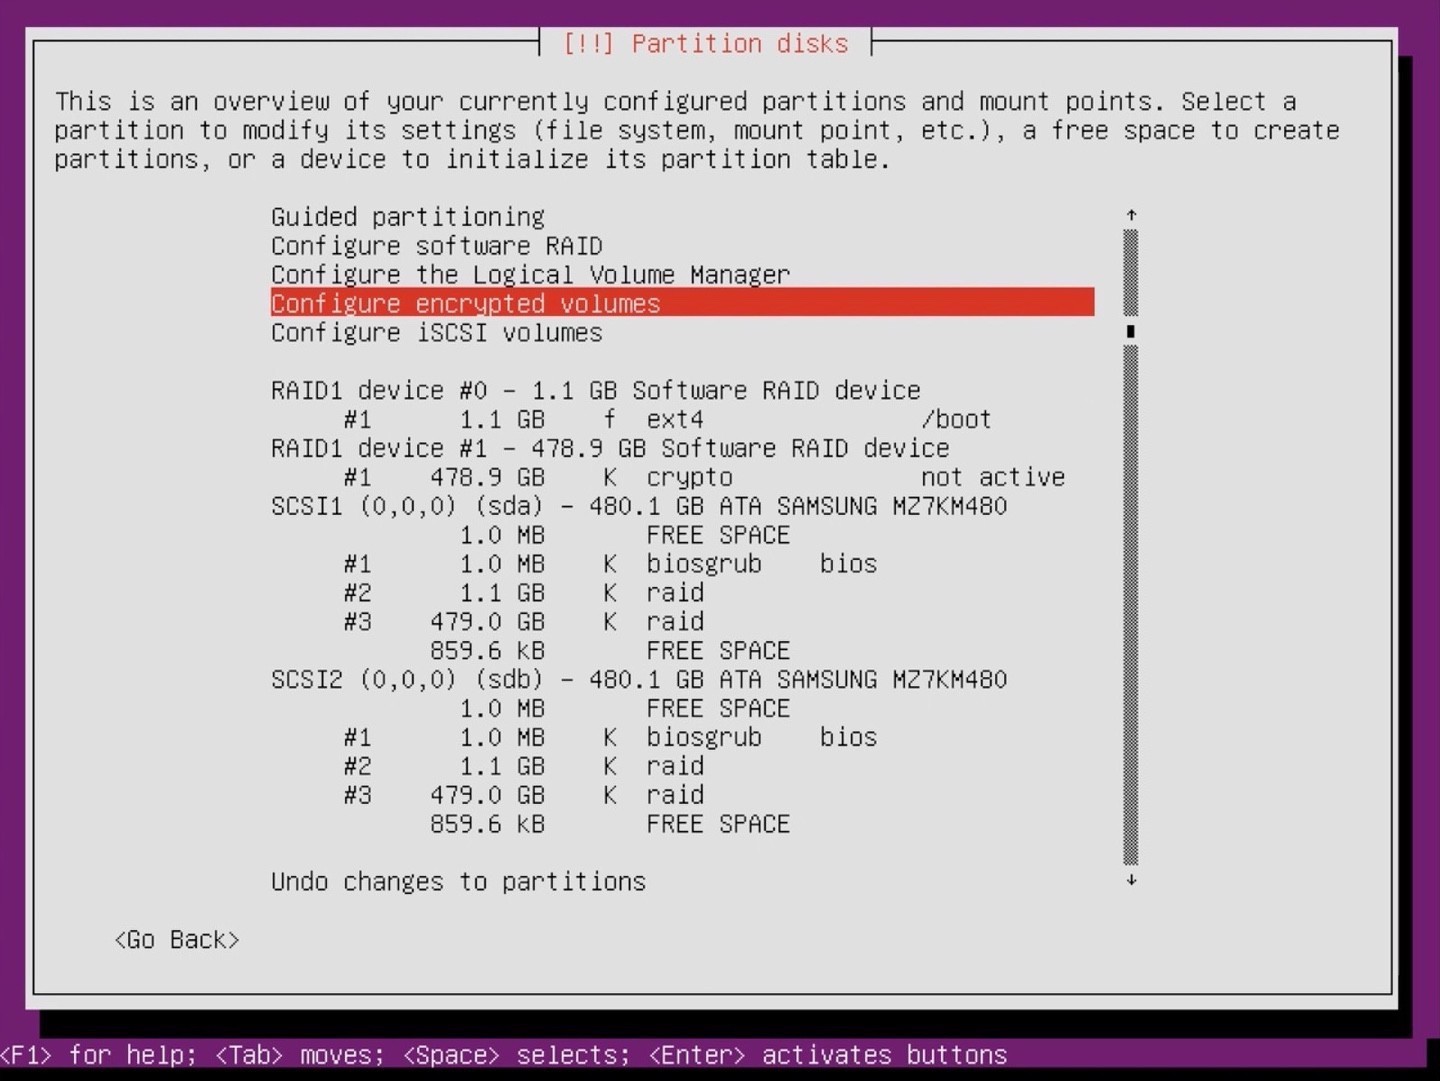 [!!] Partition disks
This is an overview of your currently configured partitions and mount points. Select a
partition to modify its settings (file system, mount point, etc.), a free space to create
partitions, or a device to initialize its partition table.
Guided partitioning
Configure software RAID
Configure the Logical Volume Manager
Configure encrypted volumes
Configure iSCSI volumes
RAID1 device #0 - 1.1 GB Software RAID device
#1 1.1 GB f ext4 /boot
RAID1 device #1 - 478.9 GB Software RAID device
#1 478.9 GB K crypto not active
SCSI1 (0,0,0) (sda) - 480.1 GB ATA SAMSUNG MZ7KM480
1.0 MB FREE SPACE
#1 1.0 MB K biosgrub bios
#2 1.1 GB K raid
#3 479.0 GB K raid
859.6 kB FREE SPACE
SCSI2 (0,0,0) (sdb) - 480.1 GB ATA SAMSUNG MZ7KM480
1.0 MB FREE SPACE
#1 1.0 MB K biosgrub bios
#2 1.1 GB K raid
#3 479.0 GB K raid
859.6 kB FREE SPACE
Undo changes to partitions
<Go Back>
<F1> for help; <Tab> moves; <Space> selects; <Enter> activates buttons